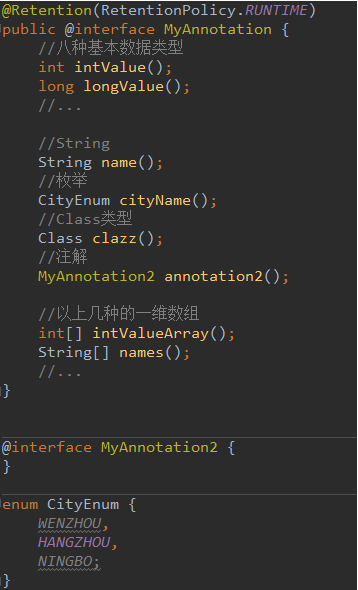 @Retention(RetentionPolicy.RUNTIME)
public @interface MyAnnotation {
    //八种基本数据类型
    int intValue();
    long longValue();
    //...

    //String
    String name();
    //枚举
    CityEnum cityName();
    //Class类型
    Class clazz();
    //注解
    MyAnnotation2 annotation2();

    //以上几种的一维数组
    int[] intValueArray();
    String[] names();
    //...
}

@interface MyAnnotation2 {
}

enum CityEnum {
    WENZHOU,
    HANGZHOU,
    NINGBO;
}